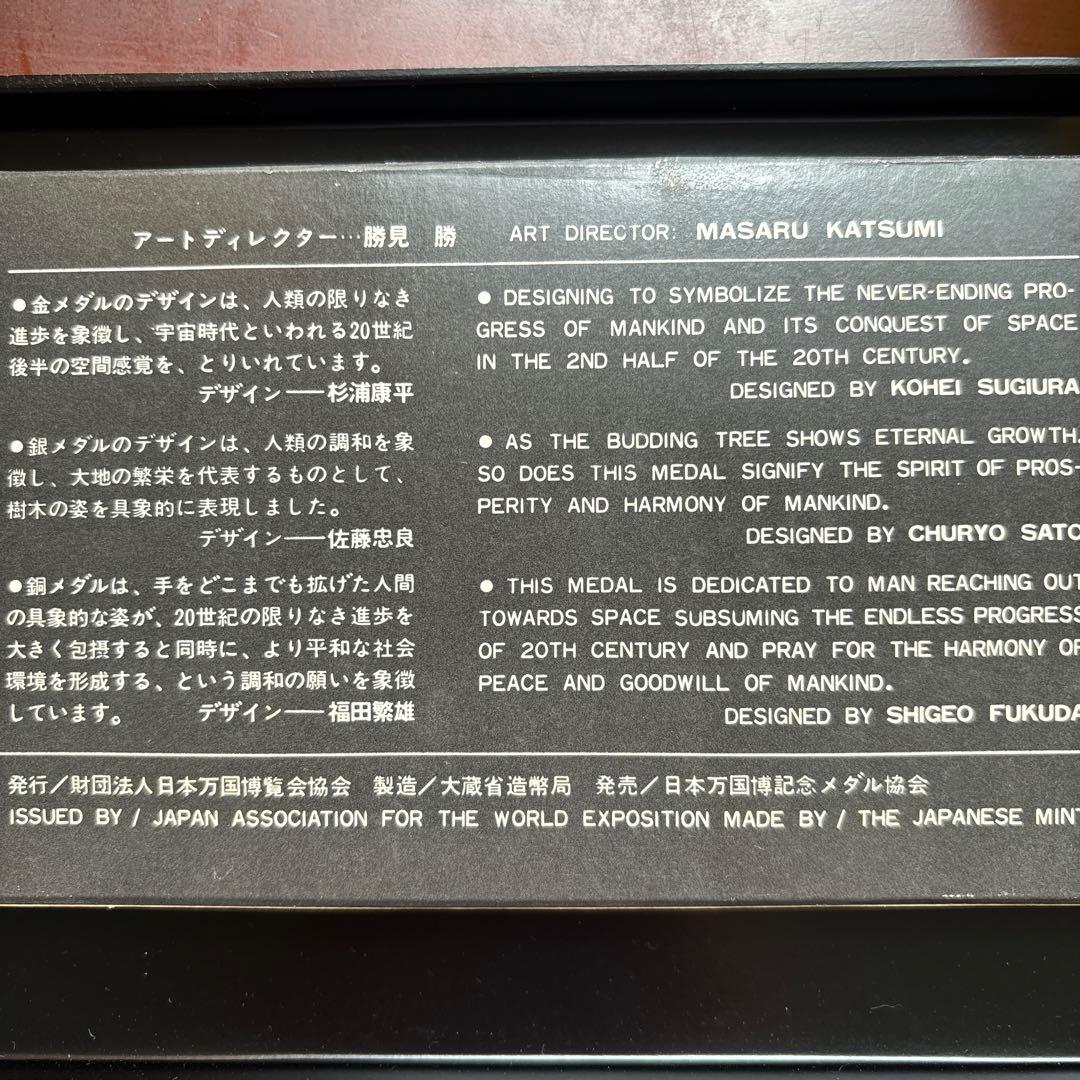 アートディレクター…勝見　勝　ART DIRECTOR: MASARU KATSUMI
●金メダルのデザインは、人類の限りなき
進歩を象徴し、宇宙時代といわれる20世紀
後半の空間感覚を、とりいれています。
デザイン──杉浦康平
●銀メダルのデザインは、人類の調和を象
徴し、大地の繁栄を代表するものとして、
樹木の姿を具象的に表現しました。
デザイン──佐藤忠良
●銅メダルは、手をどこまでも拡げた人間
の具象的な姿が、20世紀の限りなき進歩を
大きく包摂すると同時に、より平和な社会
環境を形成する、という調和の願いを象徴
しています。　デザイン──福田繁雄
● DESIGNING TO SYMBOLIZE THE NEVER-ENDING PRO-
GRESS OF MANKIND AND ITS CONQUEST OF SPACE
IN THE 2ND HALF OF THE 20TH CENTURY.
DESIGNED BY KOHEI SUGIURA
● AS THE BUDDING TREE SHOWS ETERNAL GROWTH,
SO DOES THIS MEDAL SIGNIFY THE SPIRIT OF PROS-
PERITY AND HARMONY OF MANKIND.
DESIGNED BY CHURYO SATO
● THIS MEDAL IS DEDICATED TO MAN REACHING OUT
TOWARDS SPACE SUBSUMING THE ENDLESS PROGRESS
OF 20TH CENTURY AND PRAY FOR THE HARMONY OF
PEACE AND GOODWILL OF MANKIND.
DESIGNED BY SHIGEO FUKUDA
発行／財団法人日本万国博覧会協会　製造／大蔵省造幣局　発売／日本万国博記念メダル協会
ISSUED BY / JAPAN ASSOCIATION FOR THE WORLD EXPOSITION MADE BY / THE JAPANESE MINT